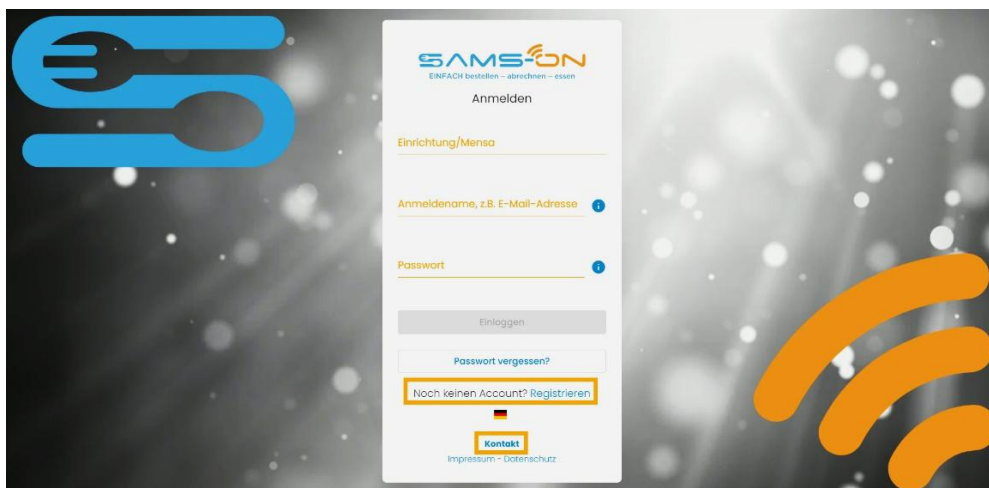 SAMS-ON
EINFACH bestellen – abrechnen – essen
Anmelden
Einrichtung/Mensa
Anmeldename, z.B. E-Mail-Adresse
Passwort
Einloggen
Passwort vergessen?
Noch keinen Account? Registrieren
Kontakt
Impressum - Datenschutz